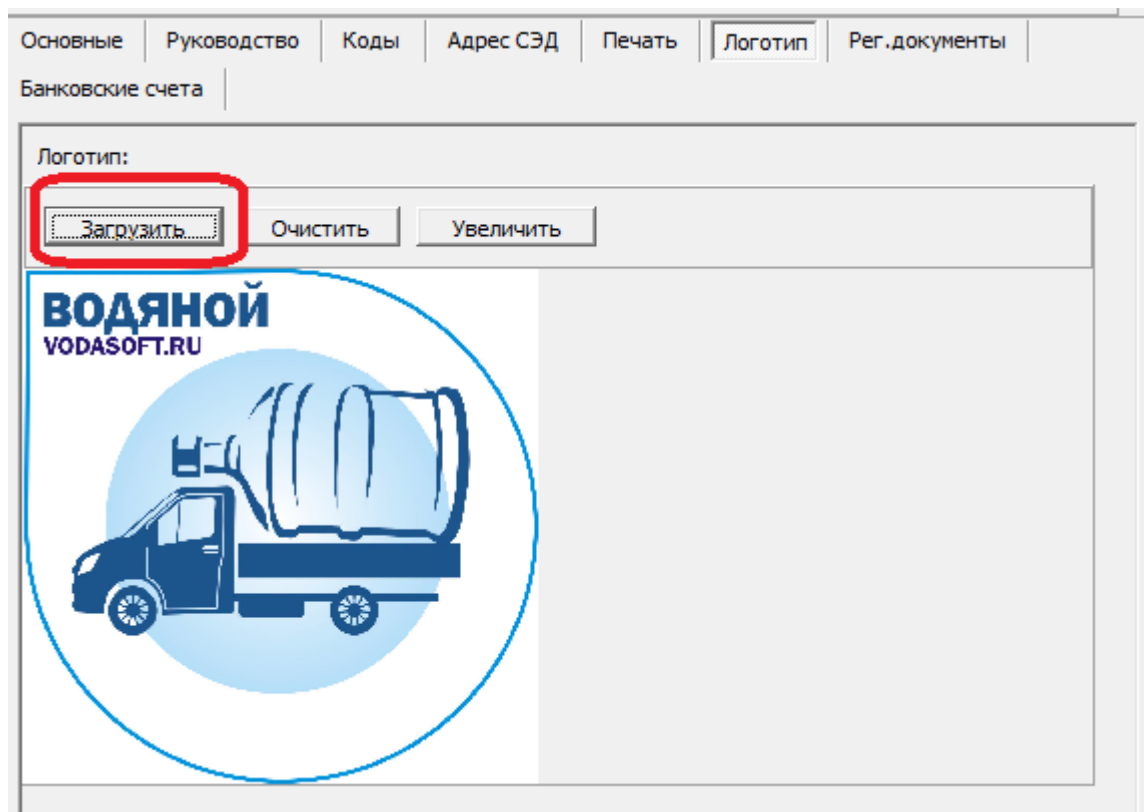 Основные Руководство Коды Адрес СЭД Печать Логотип Рег.документы
Банковские счета
Логотип:
Загрузить Очистить Увеличить
ВОДЯНОЙ
VODASOFT.RU